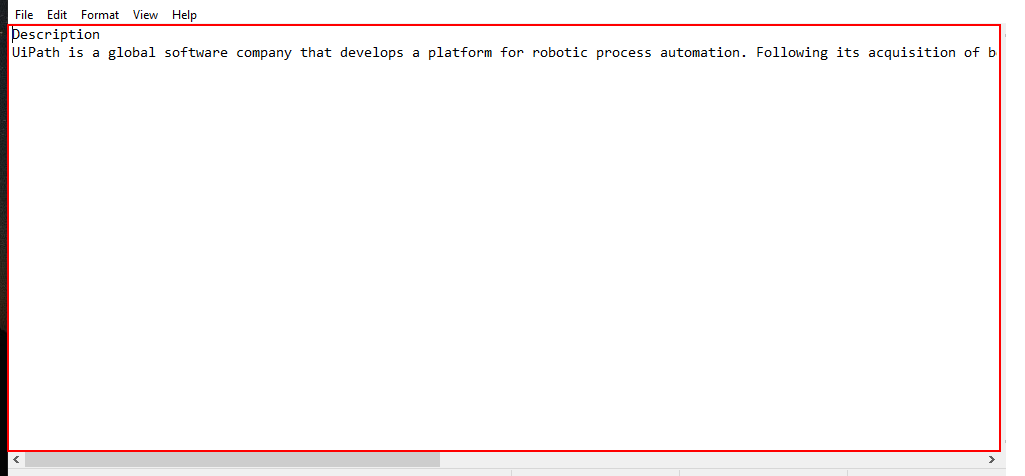 File Edit Format View Help
Description
UiPath is a global software company that develops a platform for robotic process automation. Following its acquisition of b